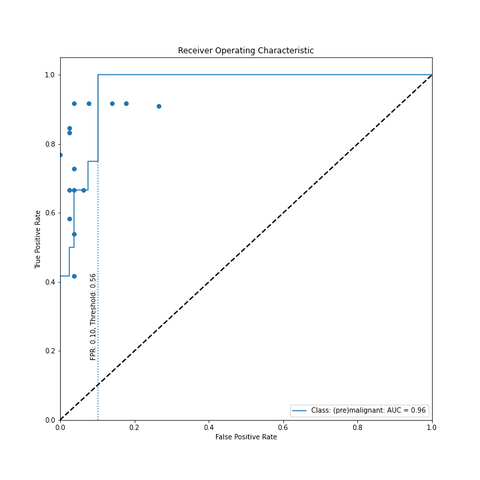 Receiver Operating Characteristic
1.0
0.8
0.6
0.4
0.2
0.0
True Positive Rate
FPR: 0.10, Threshold: 0.56
Class: (pre)malignant: AUC = 0.96
0.0 0.2 0.4 0.6 0.8 1.0
False Positive Rate